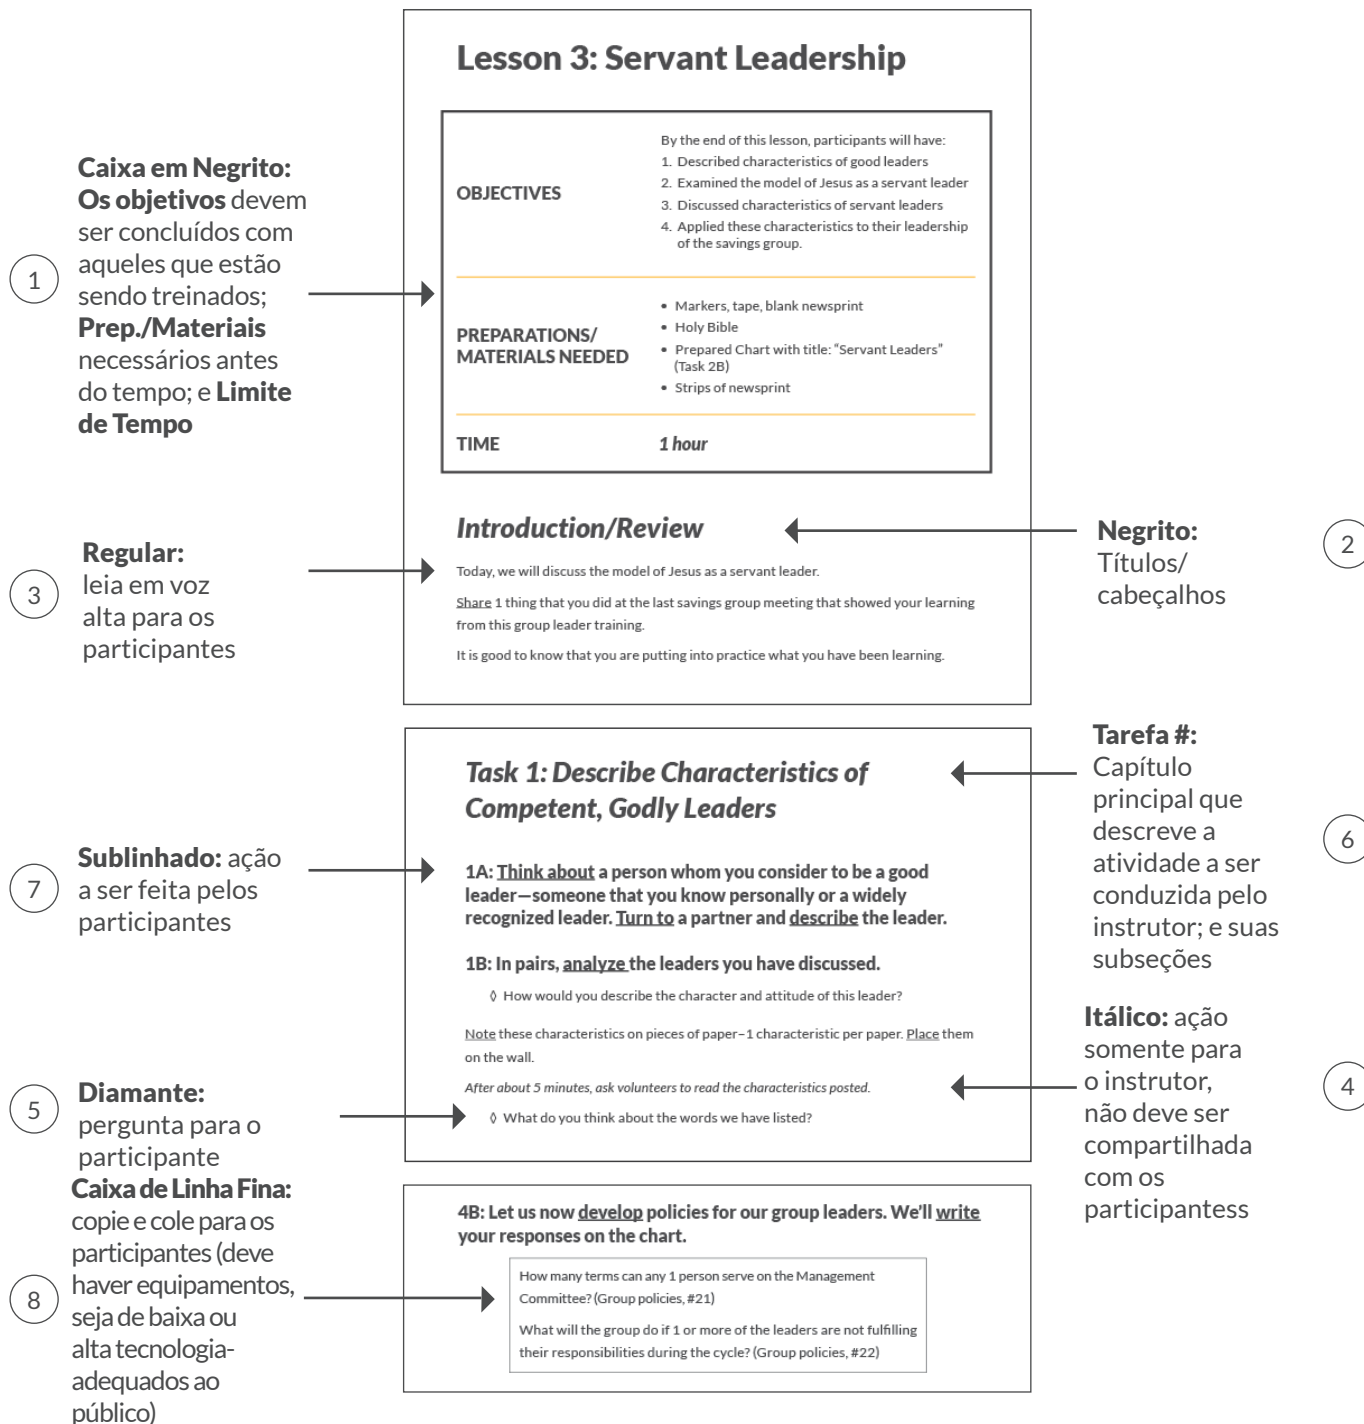 Lesson 3: Servant Leadership
OBJECTIVES
By the end of this lesson, participants will have:
1. Described characteristics of good leaders
2. Examined the model of Jesus as a servant leader
3. Discussed characteristics of servant leaders
4. Applied these characteristics to their leadership
of the savings group.
PREPARATIONS/
MATERIALS NEEDED
• Markers, tape, blank newsprint
• Holy Bible
• Prepared Chart with title: “Servant Leaders”
(Task 2B)
• Strips of newsprint
TIME
1 hour
1
Caixa em Negrito:
Os objetivos devem
ser concluídos com
aqueles que estão
sendo treinados;
Prep./Materiais
necessários antes
do tempo; e Limite
de Tempo
Introduction/Review
Today, we will discuss the model of Jesus as a servant leader.
Share 1 thing that you did at the last savings group meeting that showed your learning
from this group leader training.
It is good to know that you are putting into practice what you have been learning.
Negrito:
Títulos/
cabeçalhos
2
3
Regular:
leia em voz
alta para os
participantes
Task 1: Describe Characteristics of
Competent, Godly Leaders
1A: Think about a person whom you consider to be a good
leader—someone that you know personally or a widely
recognized leader. Turn to a partner and describe the leader.
1B: In pairs, analyze the leaders you have discussed.
◊ How would you describe the character and attitude of this leader?
Note these characteristics on pieces of paper–1 characteristic per paper. Place them
on the wall.
After about 5 minutes, ask volunteers to read the characteristics posted.
◊ What do you think about the words we have listed?
Tarefa #:
Capítulo
principal que
descreve a
atividade a ser
conduzida pelo
instrutor; e suas
subseções
6
7
Sublinhado: ação
a ser feita pelos
participantes
Itálico: ação
somente para
o instrutor,
não deve ser
compartilhada
com os
participantess
4
5
Diamante:
pergunta para o
participante
4B: Let us now develop policies for our group leaders. We’ll write
your responses on the chart.
How many terms can any 1 person serve on the Management
Committee? (Group policies, #21)
What will the group do if 1 or more of the leaders are not fulfilling
their responsibilities during the cycle? (Group policies, #22)
8
Caixa de Linha Fina:
copie e cole para os
participantes (deve
haver equipamentos,
seja de baixa ou
alta tecnologia-
adequados ao
público)